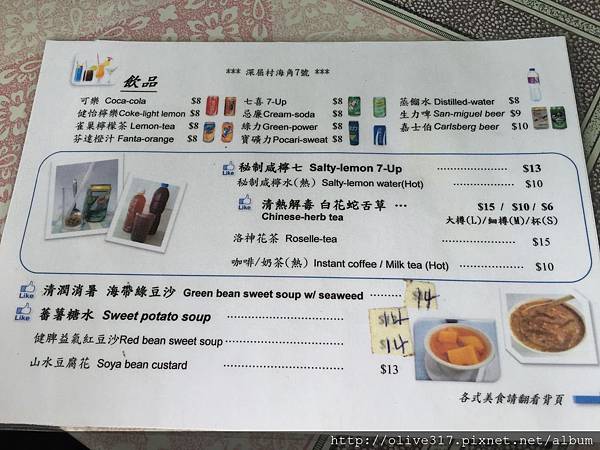 *** 深屈村海角7號 ***
飲品
可樂 Coca-cola $8 七喜 7-Up $8 蒸餾水 Distilled-water $8
健怡檸樂 Coke-light lemon $8 忌廉 Cream-soda $8 生力啤 San-miguel beer $9
雀巢檸檬茶 Lemon-tea $8 綠力 Green-power $8 嘉士伯 Carlsberg beer $10
芬達橙汁 Fanta-orange $8 寶礦力 Pocari-sweat $8
Like 秘制咸檸七 Salty-lemon 7-Up $13
秘制咸檸水(熱) Salty-lemon water(Hot) $10
Like 清熱解毒 白花蛇舌草 … $15 / $10 / $6
Chinese-herb tea 大樽(L)/細樽(M)/杯(S)
洛神花茶 Roselle-tea $15
咖啡/奶茶(熱) Instant coffee / Milk tea (Hot) $10
Like 清潤消暑 海帶綠豆沙 Green bean sweet soup w/ seaweed $14
Like 蕃薯糖水 Sweet potato soup $14
健脾益氣紅豆沙 Red bean sweet soup $14
山水豆腐花 Soya bean custard $13
各式美食請翻看背頁
http://olive317.pixnet.net/album